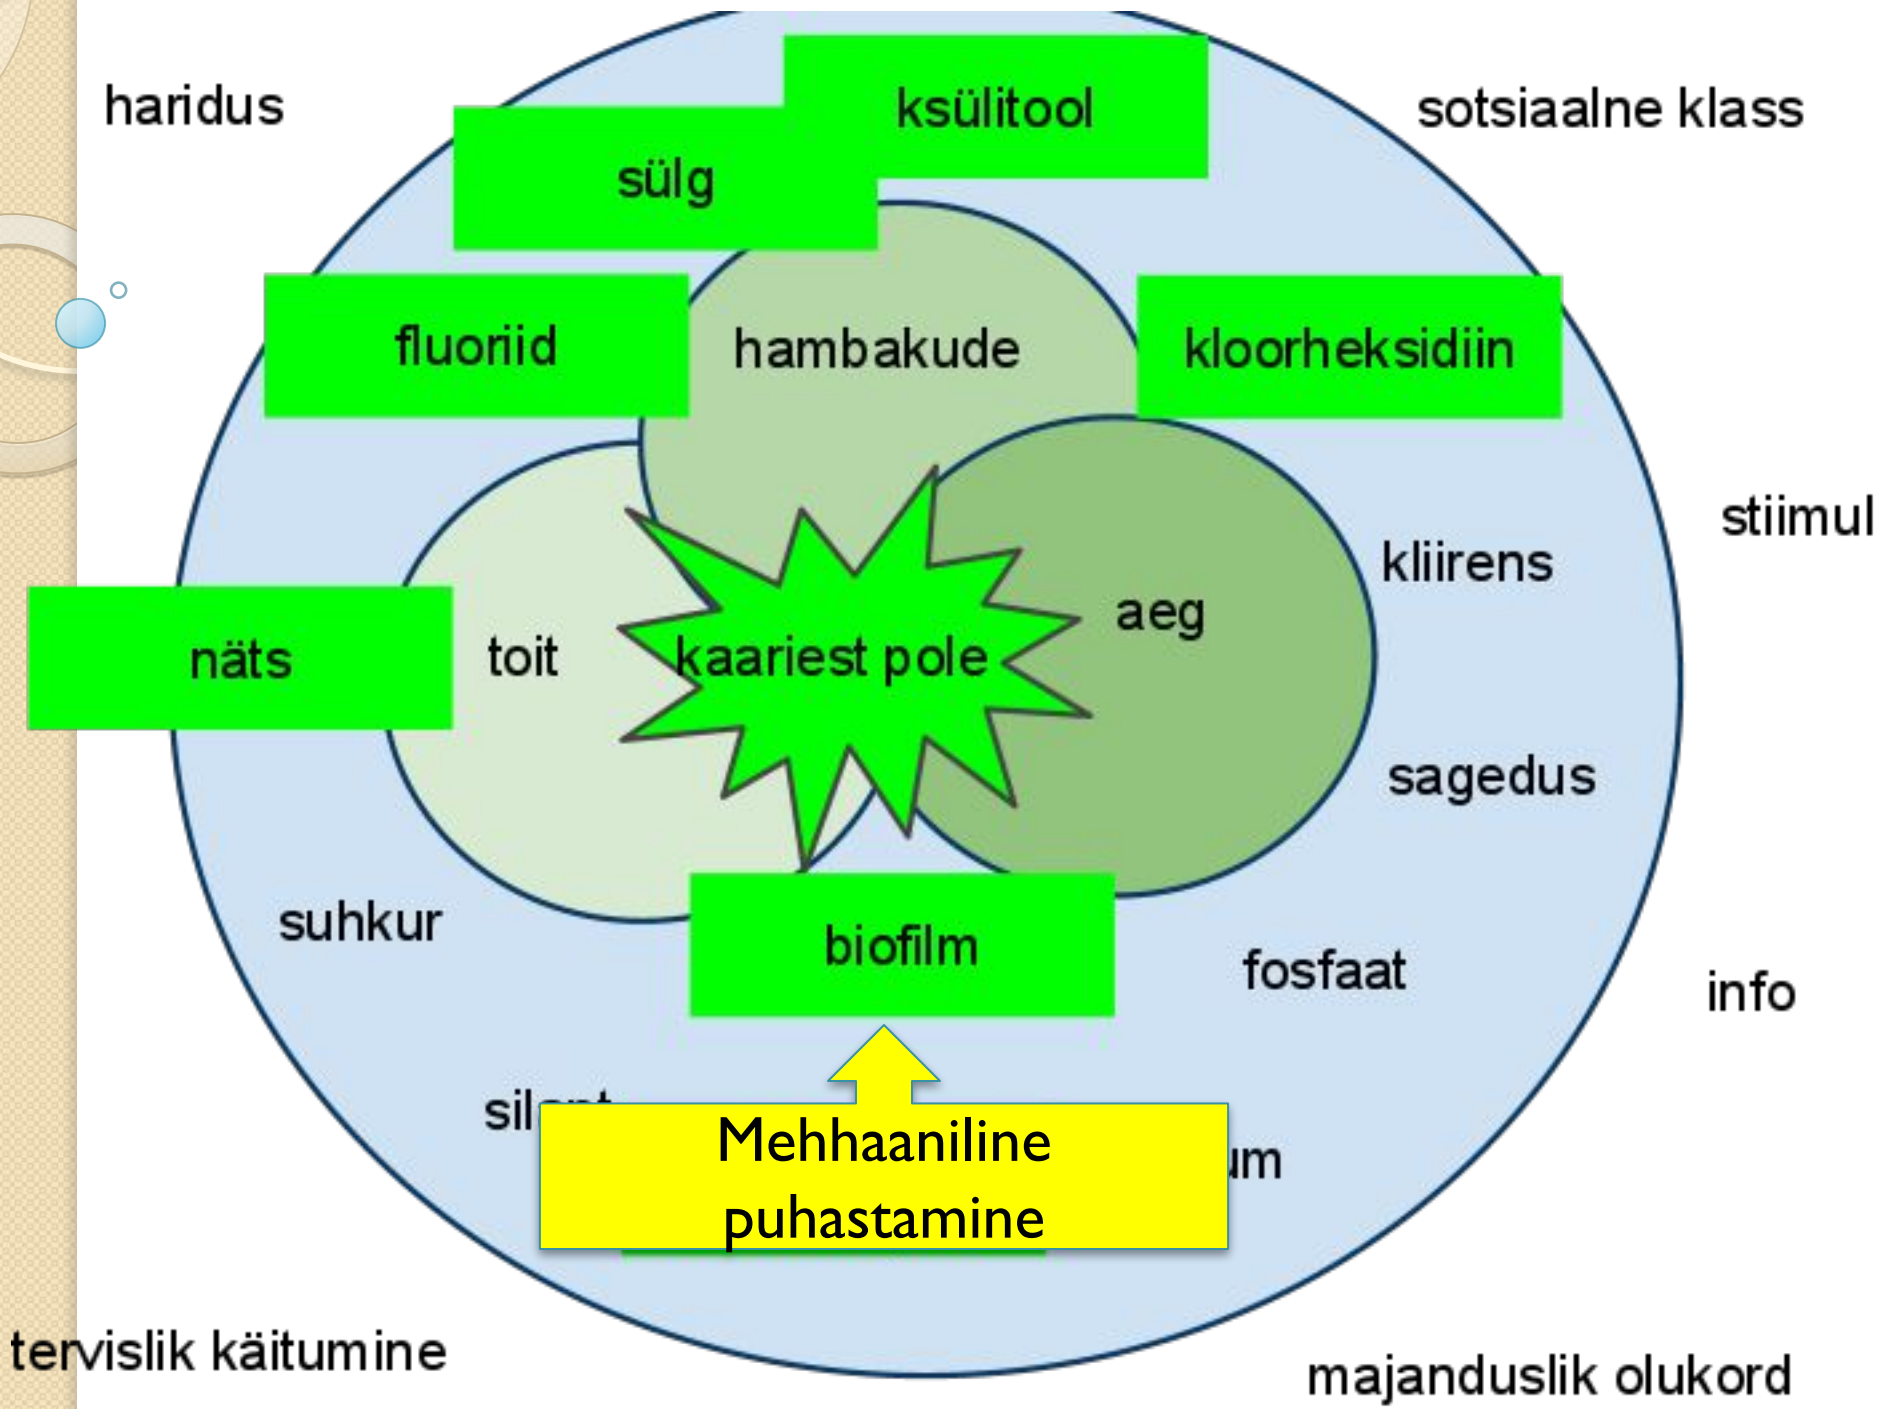 haridus
ksülitool
sotsiaalne klass
sülg
fluoriid
hambakude
kloorheksidiin
stiimul
kliirens
aeg
näts
toit
kaariest pole
sagedus
suhkur
biofilm
fosfaat
info
Mehhaaniline
puhastamine
tervislik käitumine
majanduslik olukord